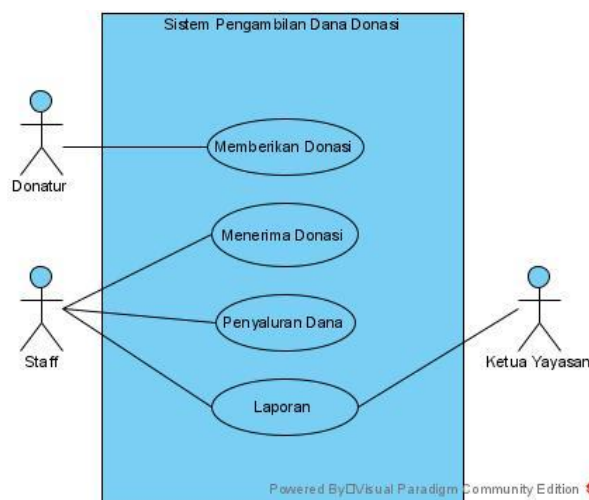 Sistem Pengambilan Dana Donasi
Memberikan Donasi
Donatur
Menerima Donasi
Penyaluran Dana
Staff
Ketua Yayasan
Laporan
Powered By□Visual Paradigm Community Edition